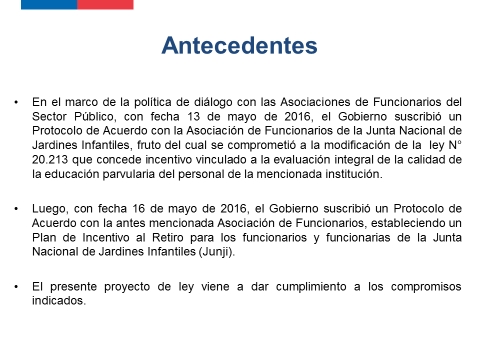 Antecedentes
• En el marco de la política de diálogo con las Asociaciones de Funcionarios del
Sector Público, con fecha 13 de mayo de 2016, el Gobierno suscribió un
Protocolo de Acuerdo con la Asociación de Funcionarios de la Junta Nacional de
Jardines Infantiles, fruto del cual se comprometió a la modificación de la ley N°
20.213 que concede incentivo vinculado a la evaluación integral de la calidad de
la educación parvularia del personal de la mencionada institución.
• Luego, con fecha 16 de mayo de 2016, el Gobierno suscribió un Protocolo de
Acuerdo con la antes mencionada Asociación de Funcionarios, estableciendo un
Plan de Incentivo al Retiro para los funcionarios y funcionarias de la Junta
Nacional de Jardines Infantiles (Junji).
• El presente proyecto de ley viene a dar cumplimiento a los compromisos
indicados.